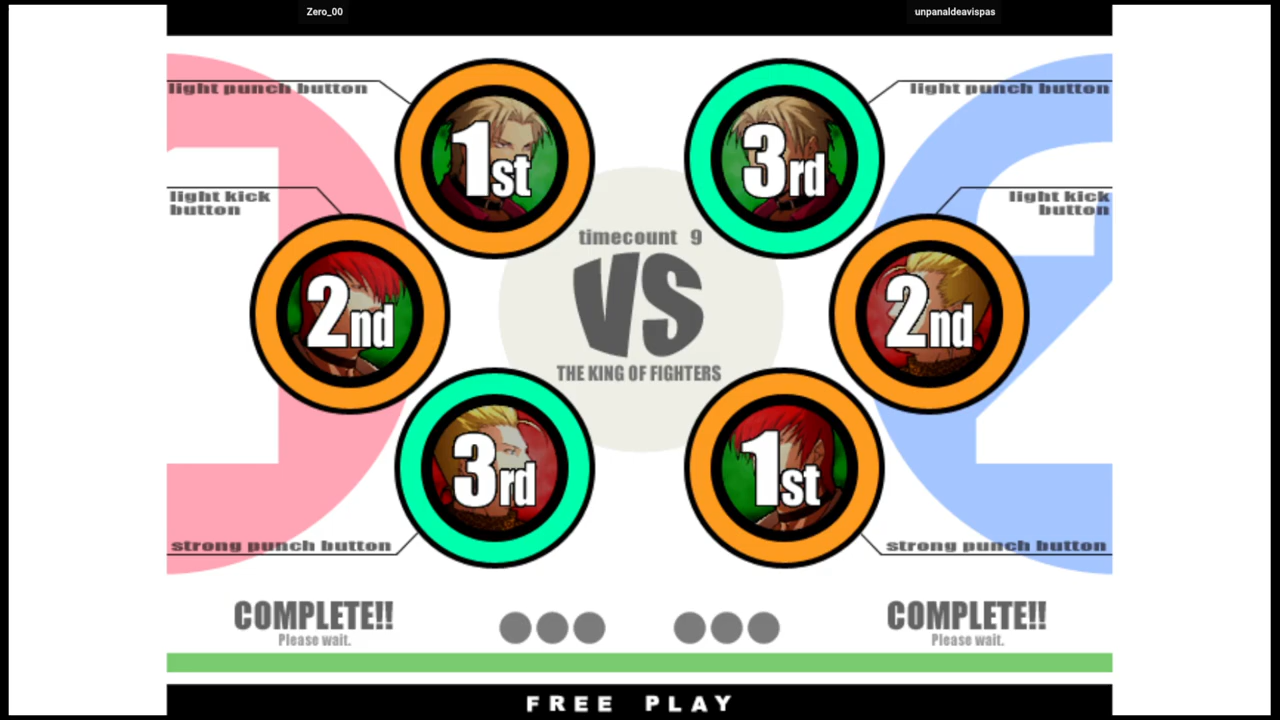 Zero_00
unpanaldeavispas
light punch button
light punch button
1st
3rd
light kick
button
light kick
button
timecount 9
VS
THE KING OF FIGHTERS
2nd
2nd
3rd
1st
strong punch button
strong punch button
COMPLETE!!
Please wait.
COMPLETE!!
Please wait.
FREE PLAY